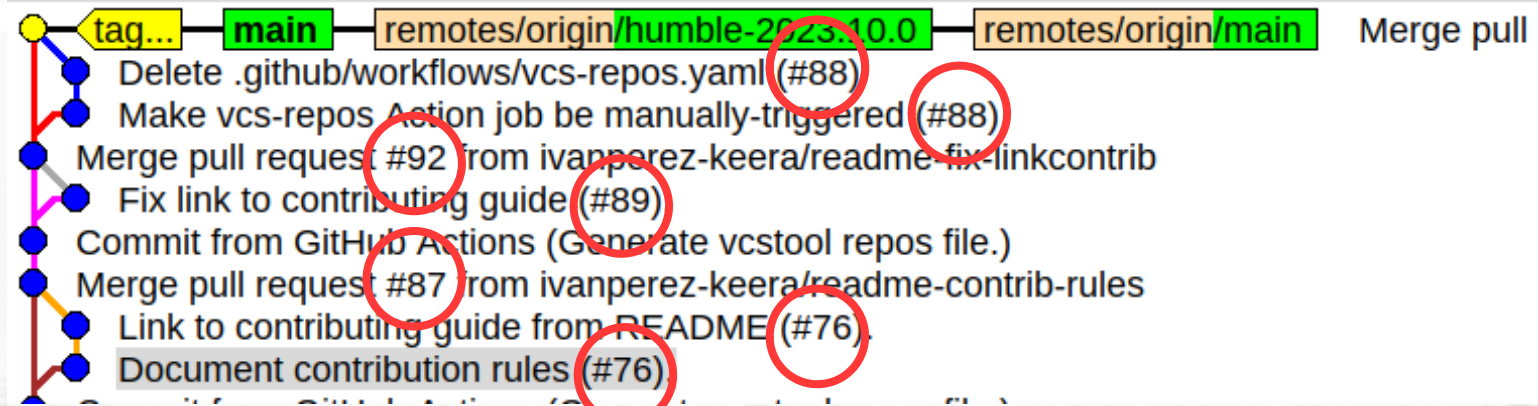 tag... main remotes/origin/humble-2023.10.0 remotes/origin/main Merge pull
Delete .github/workflows/vcs-repos.yaml (#88)
Make vcs-repos Action job be manually-triggered (#88)
Merge pull request #92 from ivanperez-keera/readme-fix-linkcontrib
Fix link to contributing guide (#89)
Commit from GitHub Actions (Generate vcstool repos file.)
Merge pull request #87 from ivanperez-keera/readme-contrib-rules
Link to contributing guide from README (#76).
Document contribution rules (#76).